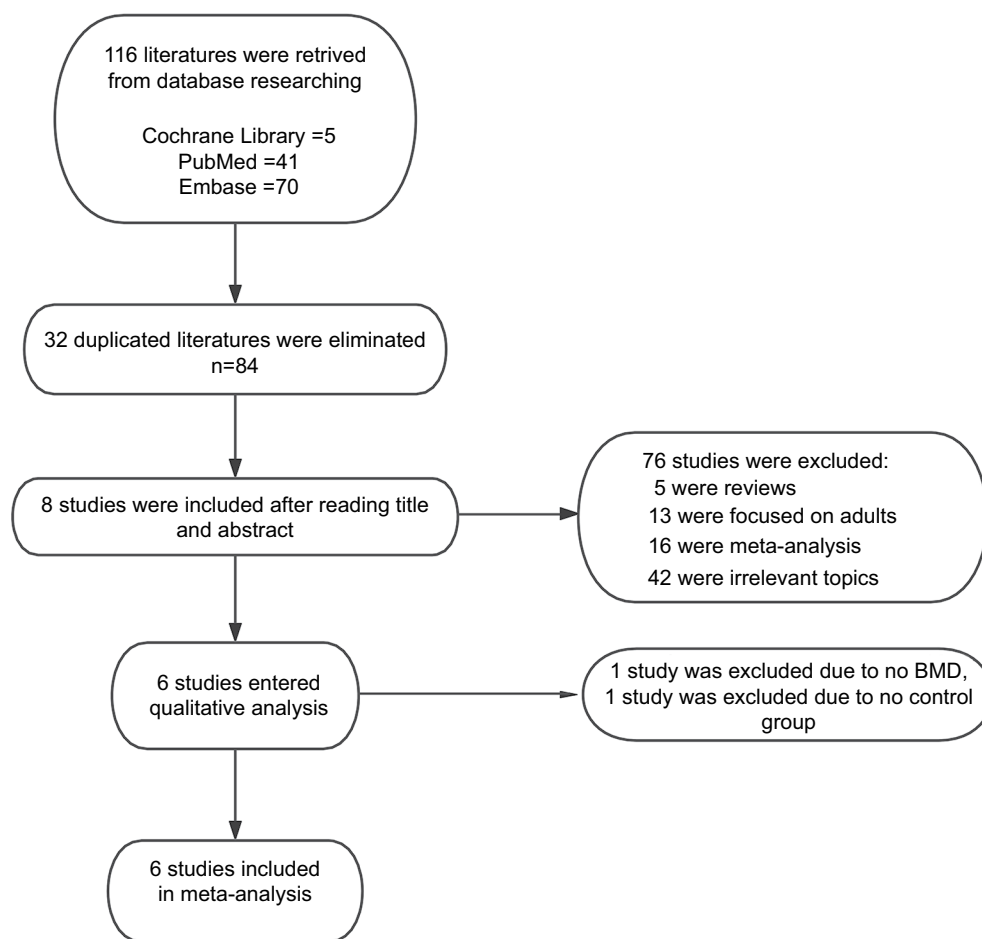 116 literatures were retrived
from database researching
Cochrane Library =5
PubMed =41
Embase =70
32 duplicated literatures were eliminated
n=84
8 studies were included after reading title
and abstract
76 studies were excluded:
5 were reviews
13 were focused on adults
16 were meta-analysis
42 were irrelevant topics
6 studies entered
qualitative analysis
1 study was excluded due to no BMD,
1 study was excluded due to no control
group
6 studies included
in meta-analysis